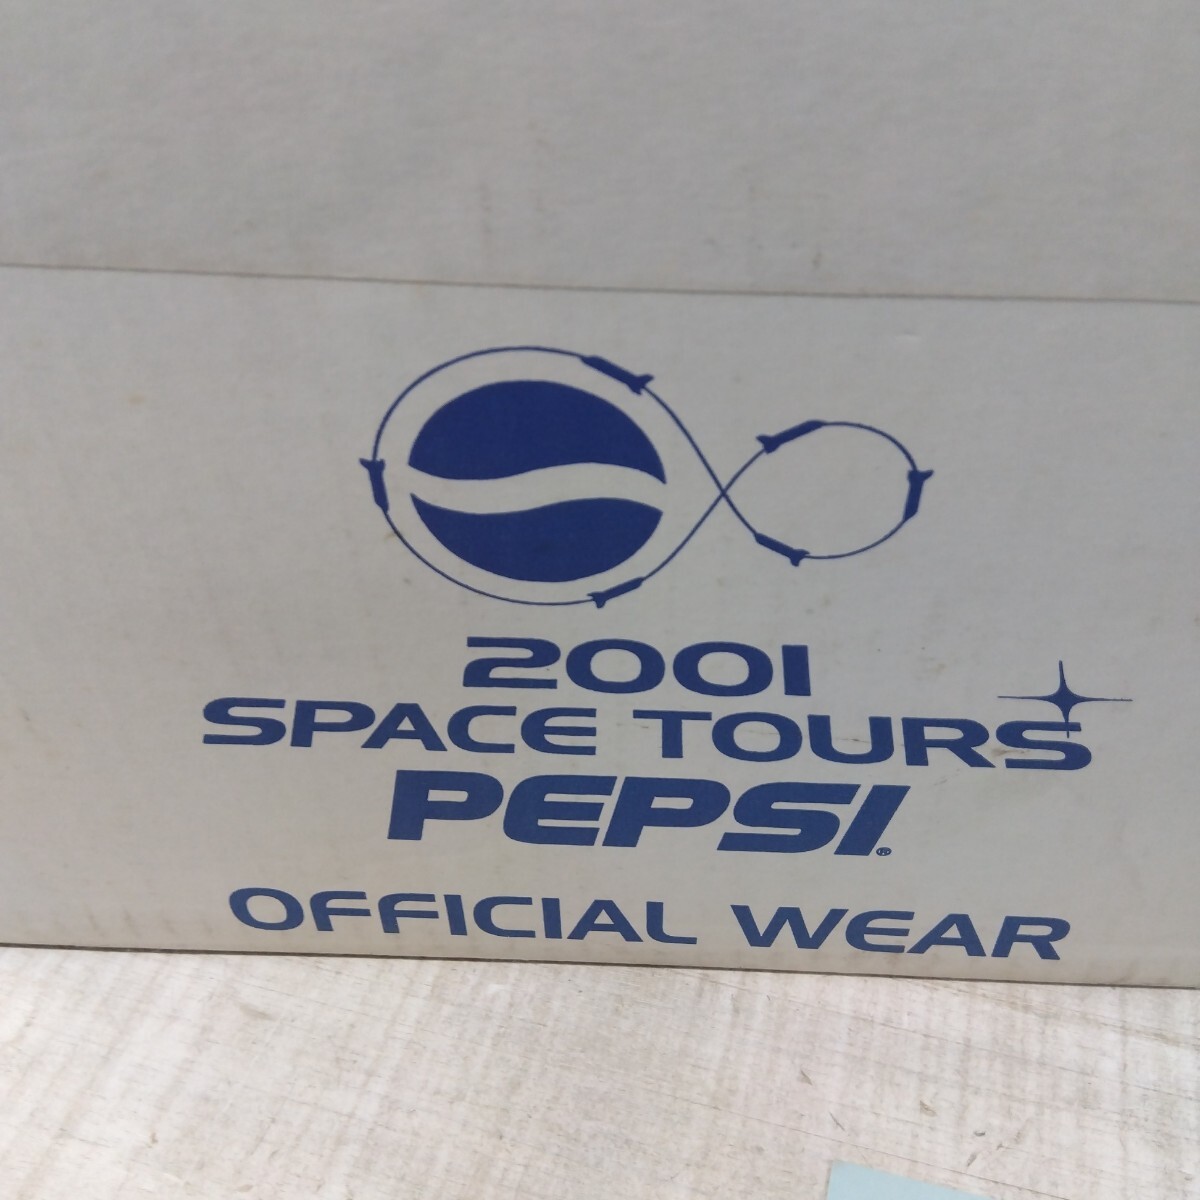 2001
SPACE TOURS
PEPSI®
OFFICIAL WEAR